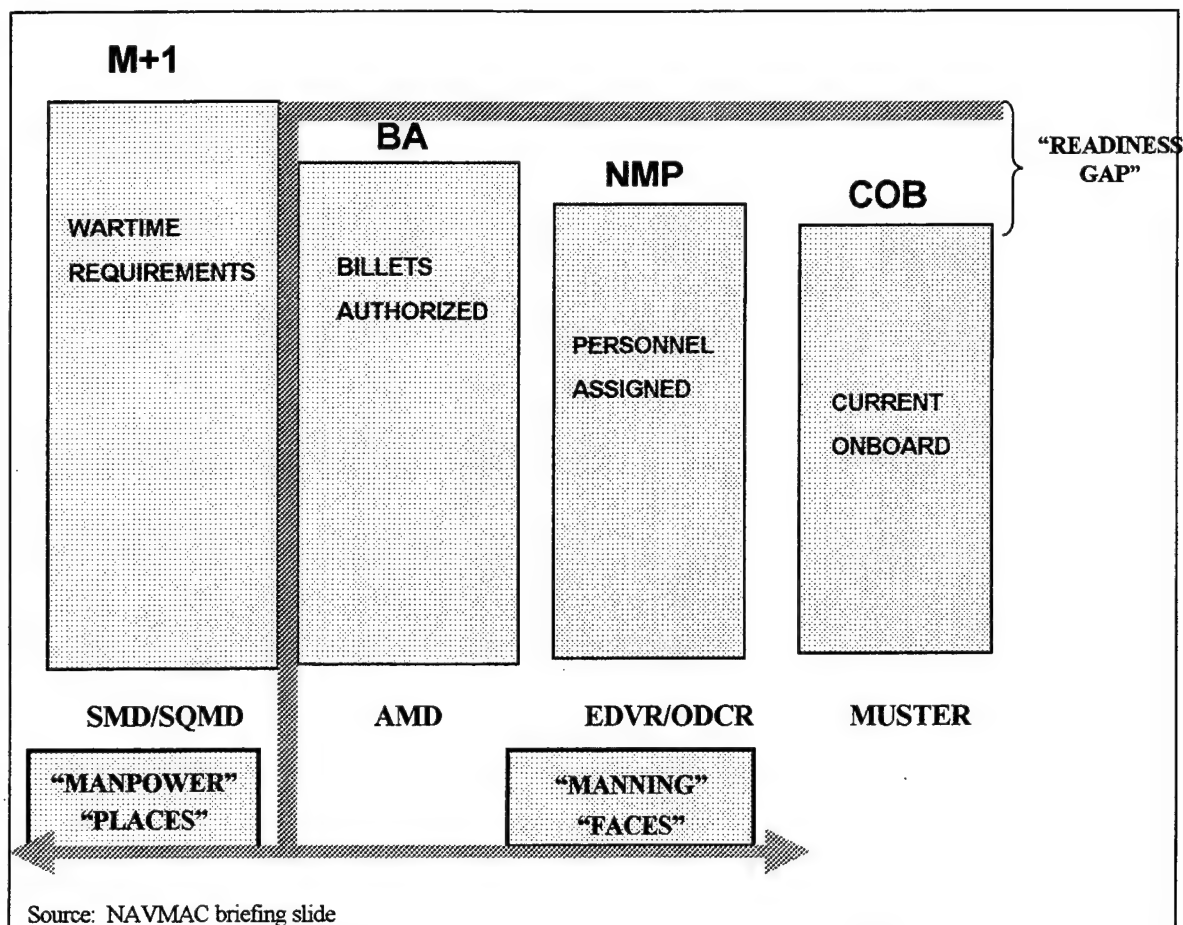 M+1
BA
NMP
COB
“READINESS
GAP”
WARTIME
REQUIREMENTS
BILLETS
AUTHORIZED
PERSONNEL
ASSIGNED
CURRENT
ONBOARD
SMD/SQMD
AMD
EDVR/ODCR
MUSTER
“MANPOWER”
“PLACES”
“MANNING”
“FACES”
Source: NAVMAC briefing slide